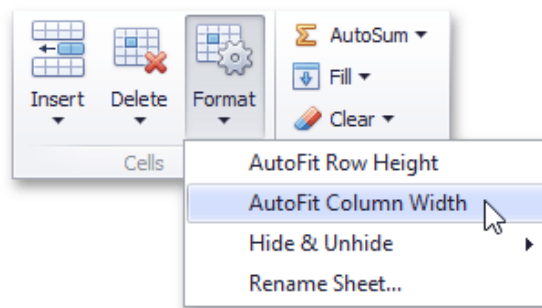 AutoSum
Fill
Insert Delete Format
Clear
Cells
AutoFit Row Height
AutoFit Column Width
Hide & Unhide
Rename Sheet...